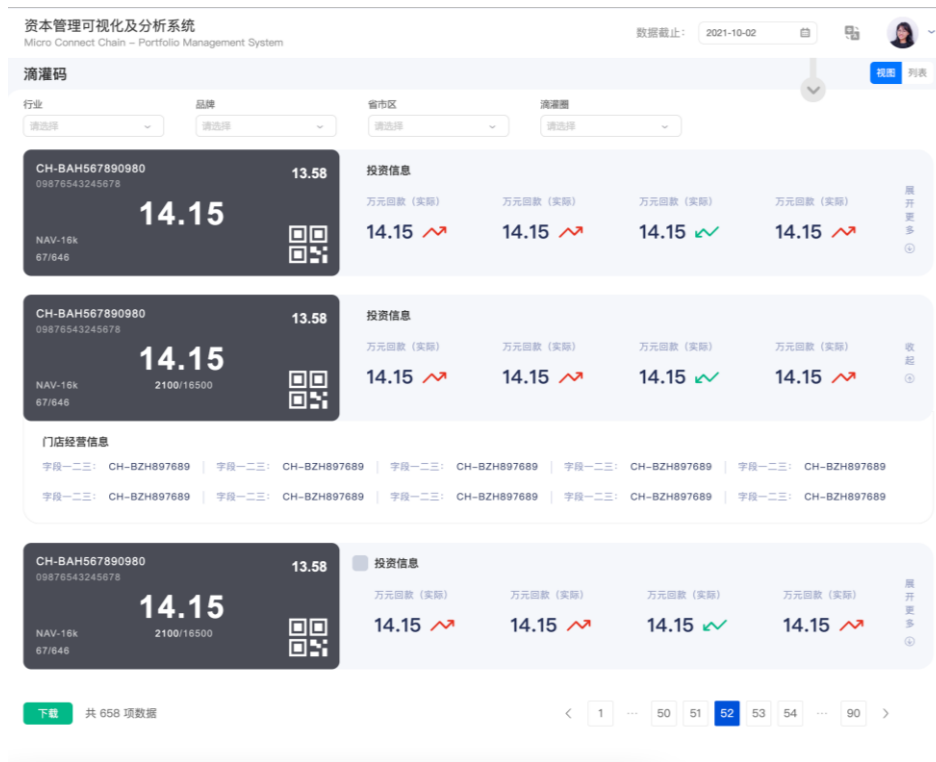 资本管理可视化及分析系统
Micro Connect Chain – Portfolio Management System
数据截止： 2021-10-02
滴灌码
视图 列表
行业 品牌 省市区 滴灌圈
请选择 请选择 请选择 请选择
CH-BAH567890980
09876543245678
13.58
14.15
NAV-16k
67/646
投资信息
万元回款（实际） 万元回款（实际） 万元回款（实际） 万元回款（实际）
14.15 14.15 14.15 14.15
展开更多
CH-BAH567890980
09876543245678
13.58
14.15
NAV-16k 2100/16500
67/646
投资信息
万元回款（实际） 万元回款（实际） 万元回款（实际） 万元回款（实际）
14.15 14.15 14.15 14.15
收起
门店经营信息
字段一二三： CH-BZH897689 字段一二三： CH-BZH897689 字段一二三： CH-BZH897689 字段一二三： CH-BZH897689 字段一二三： CH-BZH897689
字段一二三： CH-BZH897689 字段一二三： CH-BZH897689 字段一二三： CH-BZH897689 字段一二三： CH-BZH897689 字段一二三： CH-BZH897689
CH-BAH567890980
09876543245678
13.58
14.15
NAV-16k 2100/16500
67/646
投资信息
万元回款（实际） 万元回款（实际） 万元回款（实际） 万元回款（实际）
14.15 14.15 14.15 14.15
展开更多
下载 共 658 项数据
< 1 ··· 50 51 52 53 54 ··· 90 >